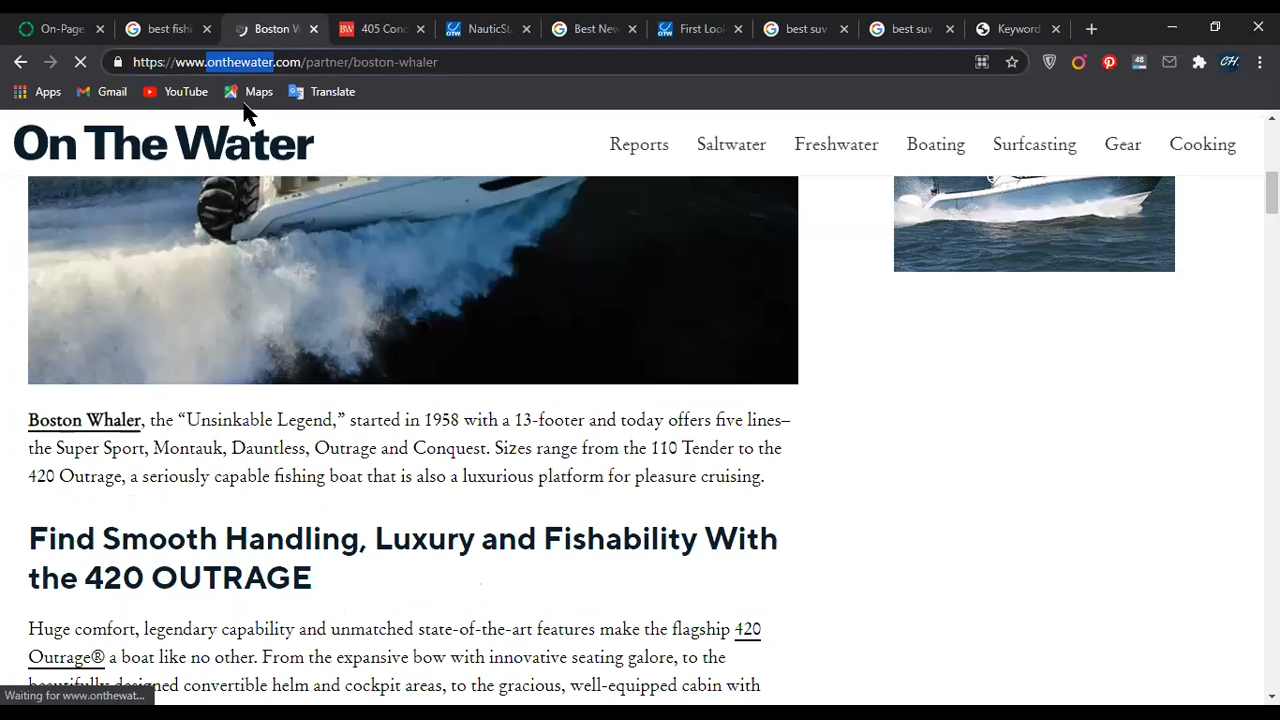 On-Page
best fishi
Boston W
405 Conc
NauticSta
Best New
First Look
best suv
best suv
Keyword
https://www.onthewater.com/partner/boston-whaler
48
CH
Apps
Gmail
YouTube
Maps
Translate
On The Water
Reports
Saltwater
Freshwater
Boating
Surfcasting
Gear
Cooking
Boston Whaler, the “Unsinkable Legend,” started in 1958 with a 13-footer and today offers five lines–
the Super Sport, Montauk, Dauntless, Outrage and Conquest. Sizes range from the 110 Tender to the
420 Outrage, a seriously capable fishing boat that is also a luxurious platform for pleasure cruising.
Find Smooth Handling, Luxury and Fishability With
the 420 OUTRAGE
Huge comfort, legendary capability and unmatched state-of-the-art features make the flagship 420
Outrage® a boat like no other. From the expansive bow with innovative seating galore, to the
beautifully designed convertible helm and cockpit areas, to the gracious, well-equipped cabin with
Waiting for www.onthewat...